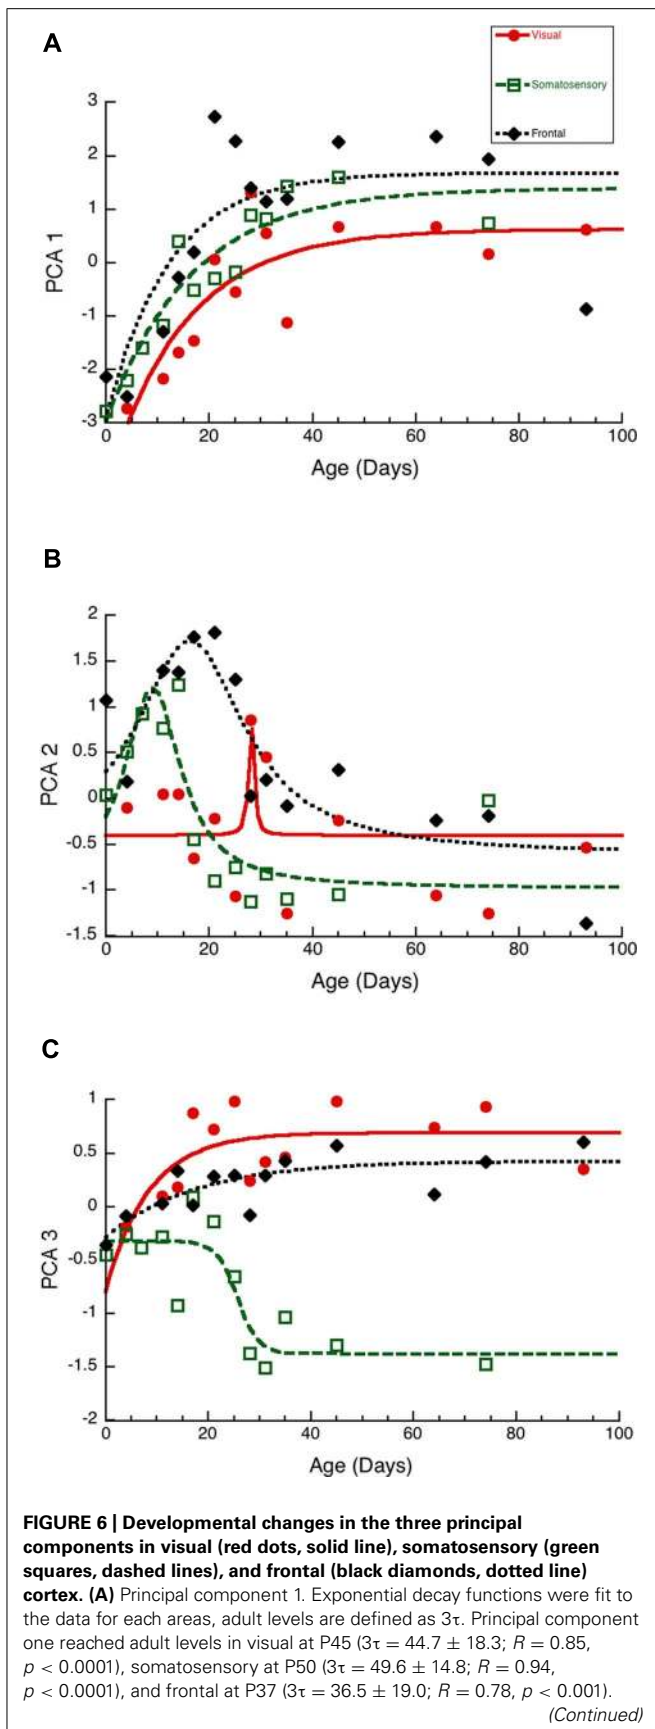 A
Visual
Somatosensory
Frontal
3
2
1
0
-1
-2
-3
PCA 1
0 20 40 60 80 100
Age (Days)
B
2
1.5
1
0.5
0
-0.5
-1
-1.5
PCA 2
0 20 40 60 80 100
Age (Days)
C
1
0.5
0
-0.5
-1
-1.5
-2
PCA 3
0 20 40 60 80 100
Age (Days)
FIGURE 6 | Developmental changes in the three principal
components in visual (red dots, solid line), somatosensory (green
squares, dashed lines), and frontal (black diamonds, dotted line)
cortex. (A) Principal component 1. Exponential decay functions were fit to
the data for each areas, adult levels are defined as 3τ. Principal component
one reached adult levels in visual at P45 (3τ = 44.7 ± 18.3; R = 0.85,
p < 0.0001), somatosensory at P50 (3τ = 49.6 ± 14.8; R = 0.94,
p < 0.0001), and frontal at P37 (3τ = 36.5 ± 19.0; R = 0.78, p < 0.001).
(Continued)